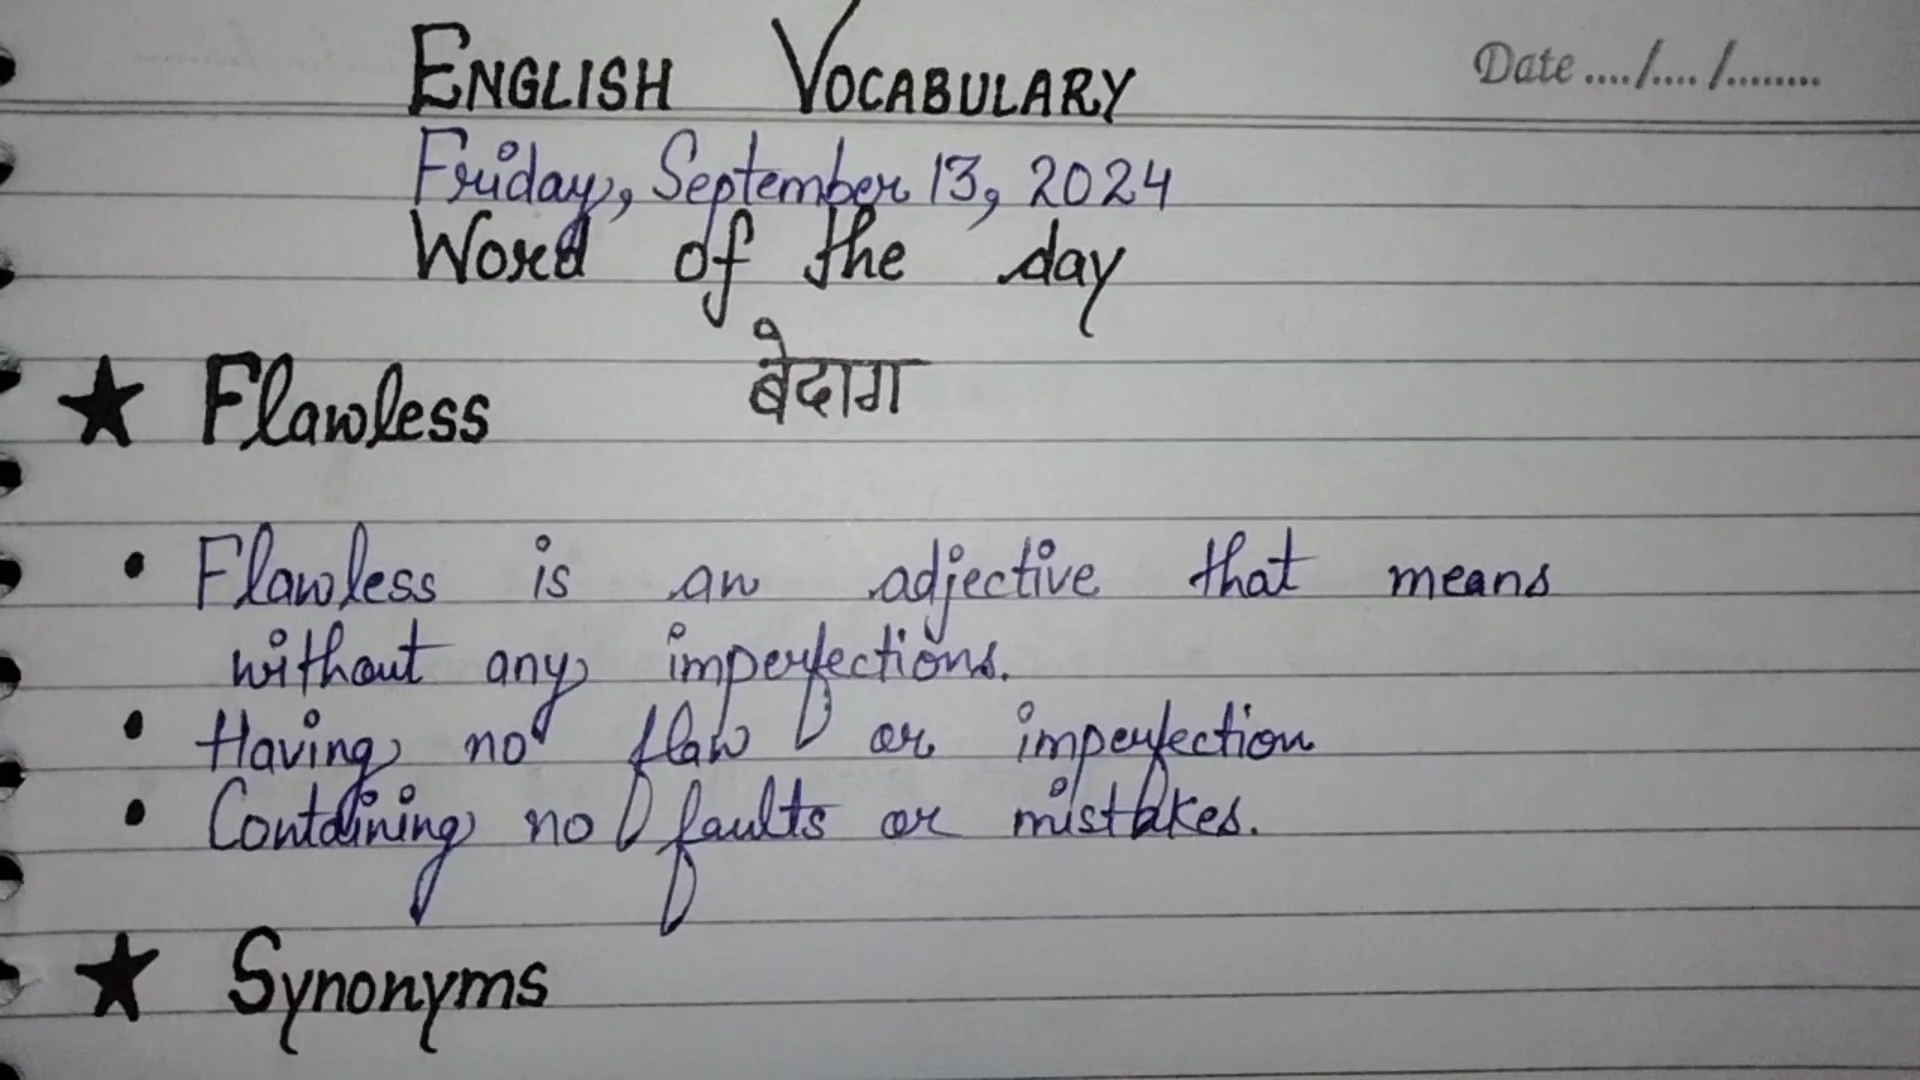 ENGLISH VOCABULARY
Date ..../..../........
Friday, September 13, 2024
Word of the day
★ Flawless बेदाग
• Flawless is an adjective that means
without any imperfections.
• Having no flaw or imperfection
• Containing no faults or mistakes.
★ Synonyms